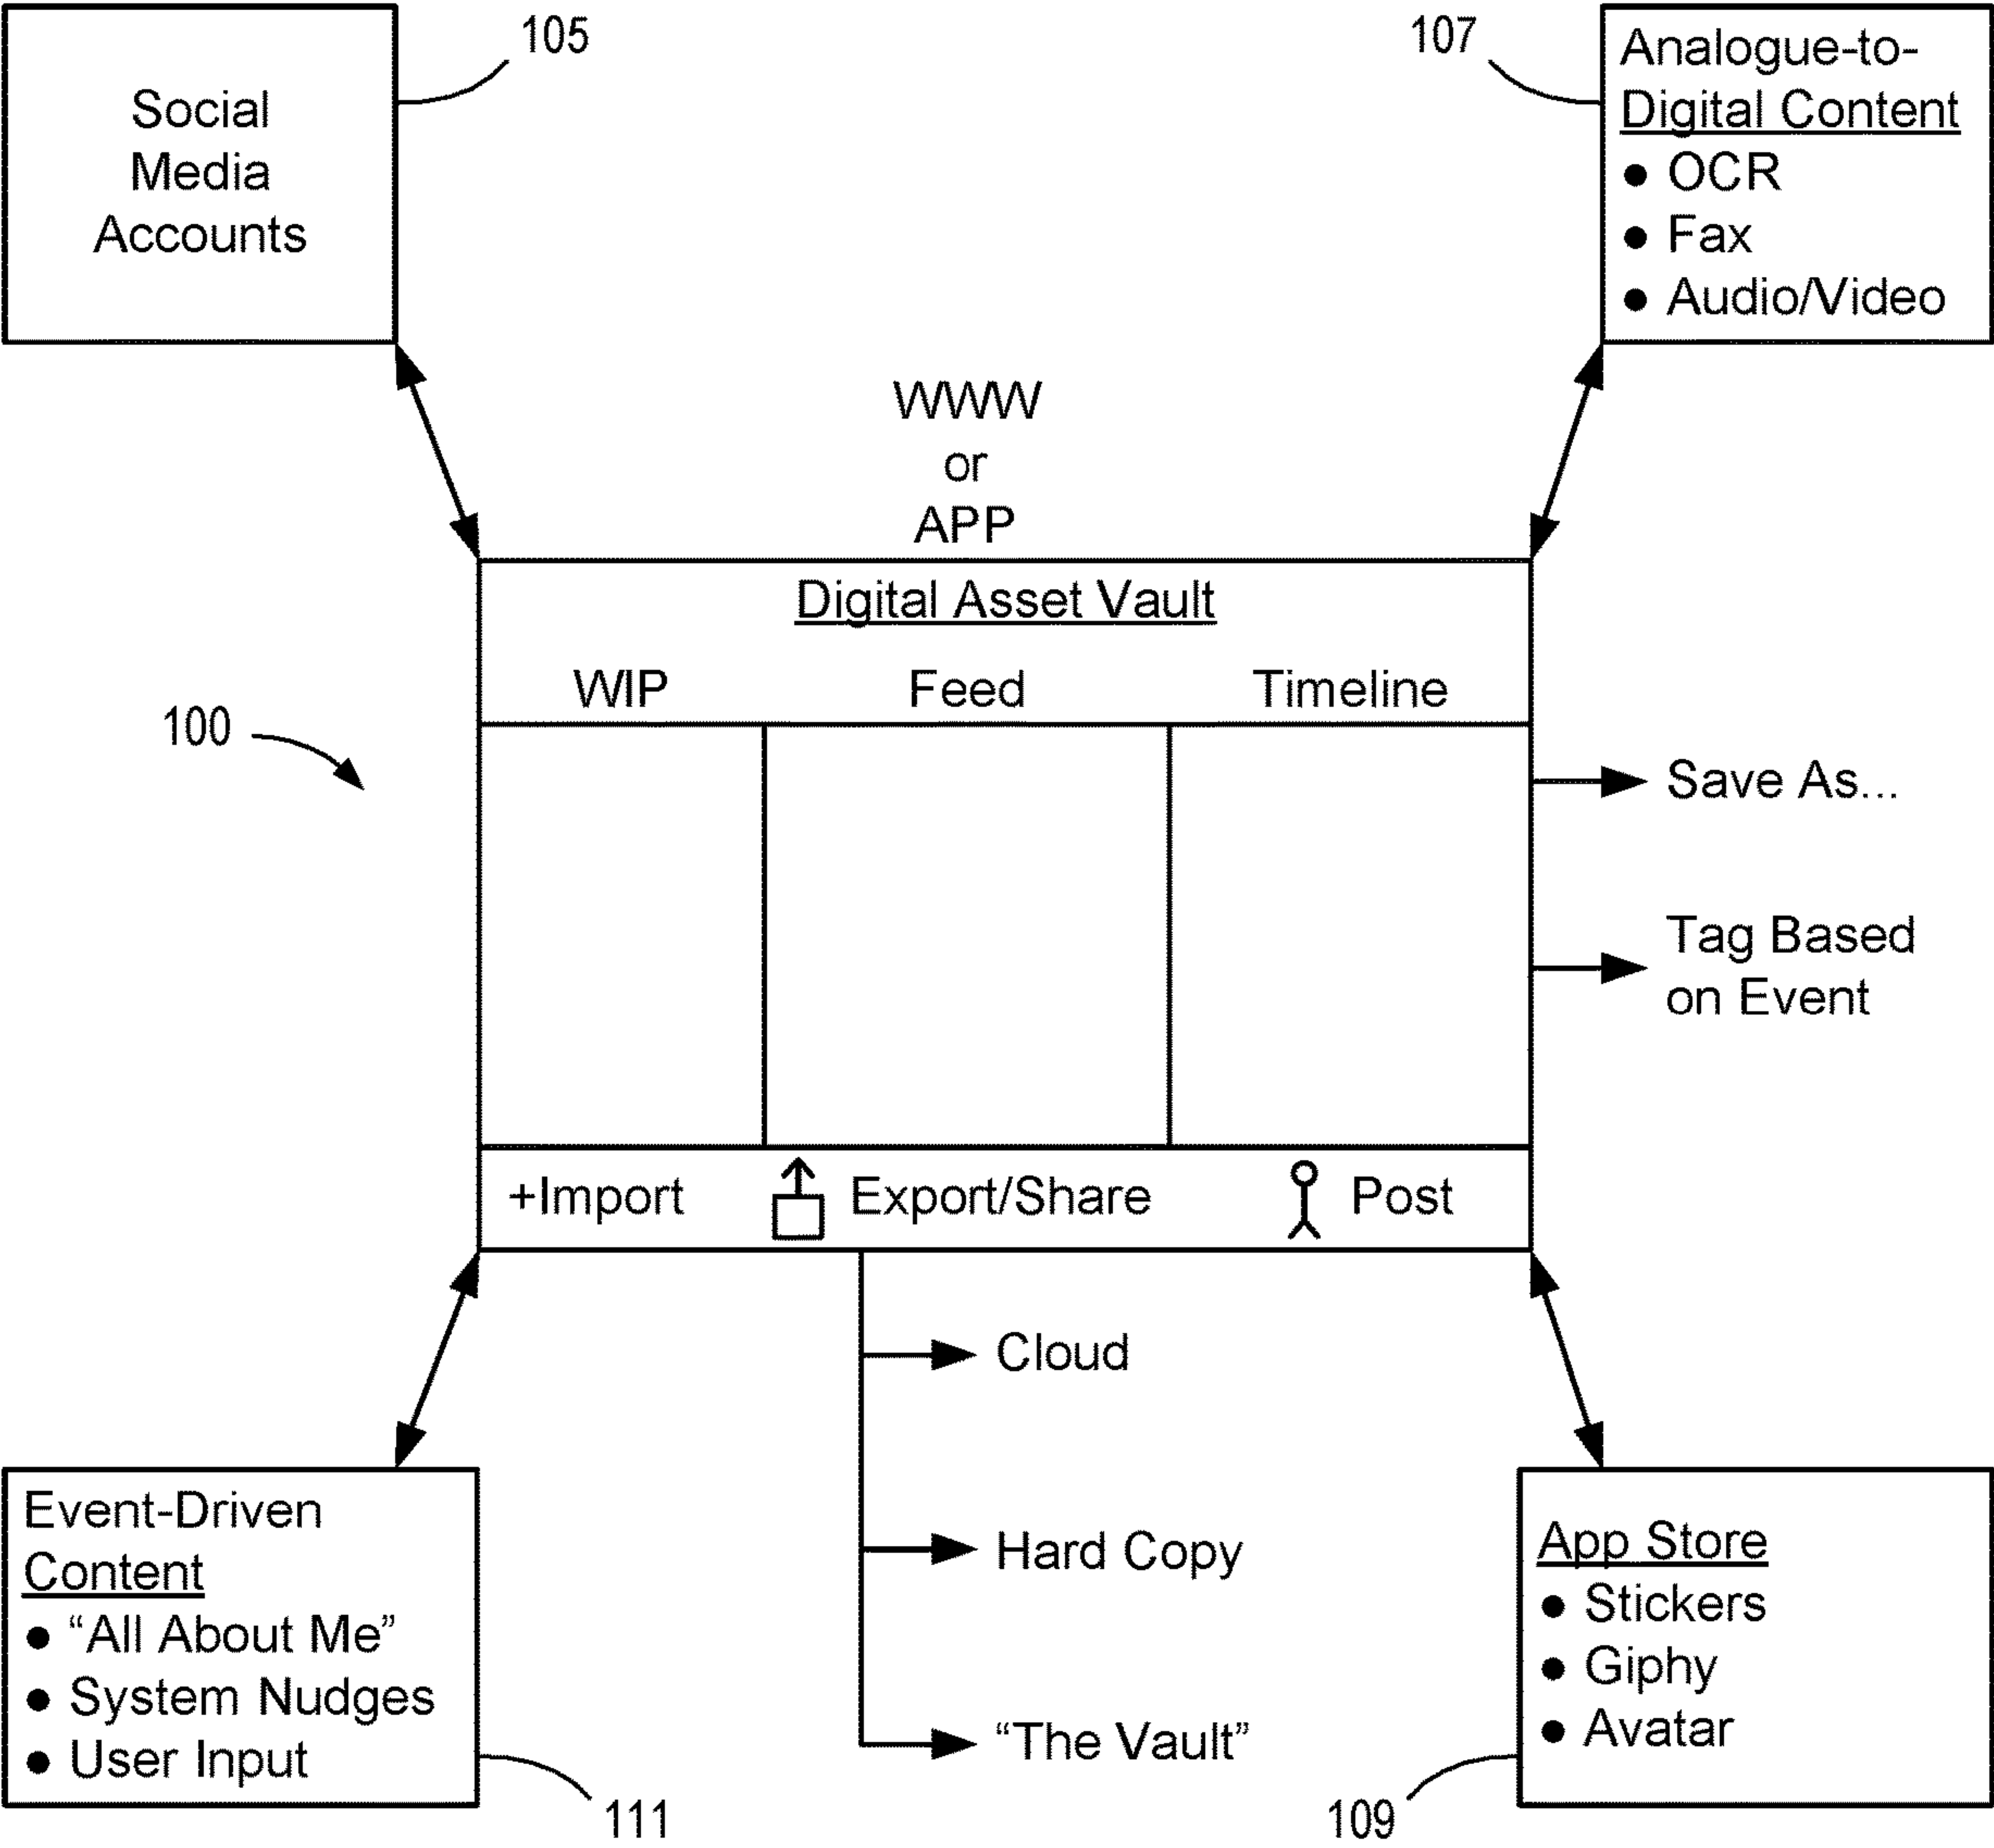 105
Social
Media
Accounts
107
Analogue-to-
Digital Content
● OCR
● Fax
● Audio/Video
WWW
or
APP
Digital Asset Vault
WIP Feed Timeline
100
Save As...
Tag Based
on Event
+Import Export/Share Post
Cloud
Hard Copy
“The Vault”
Event-Driven
Content
● “All About Me”
● System Nudges
● User Input
111
App Store
● Stickers
● Giphy
● Avatar
109